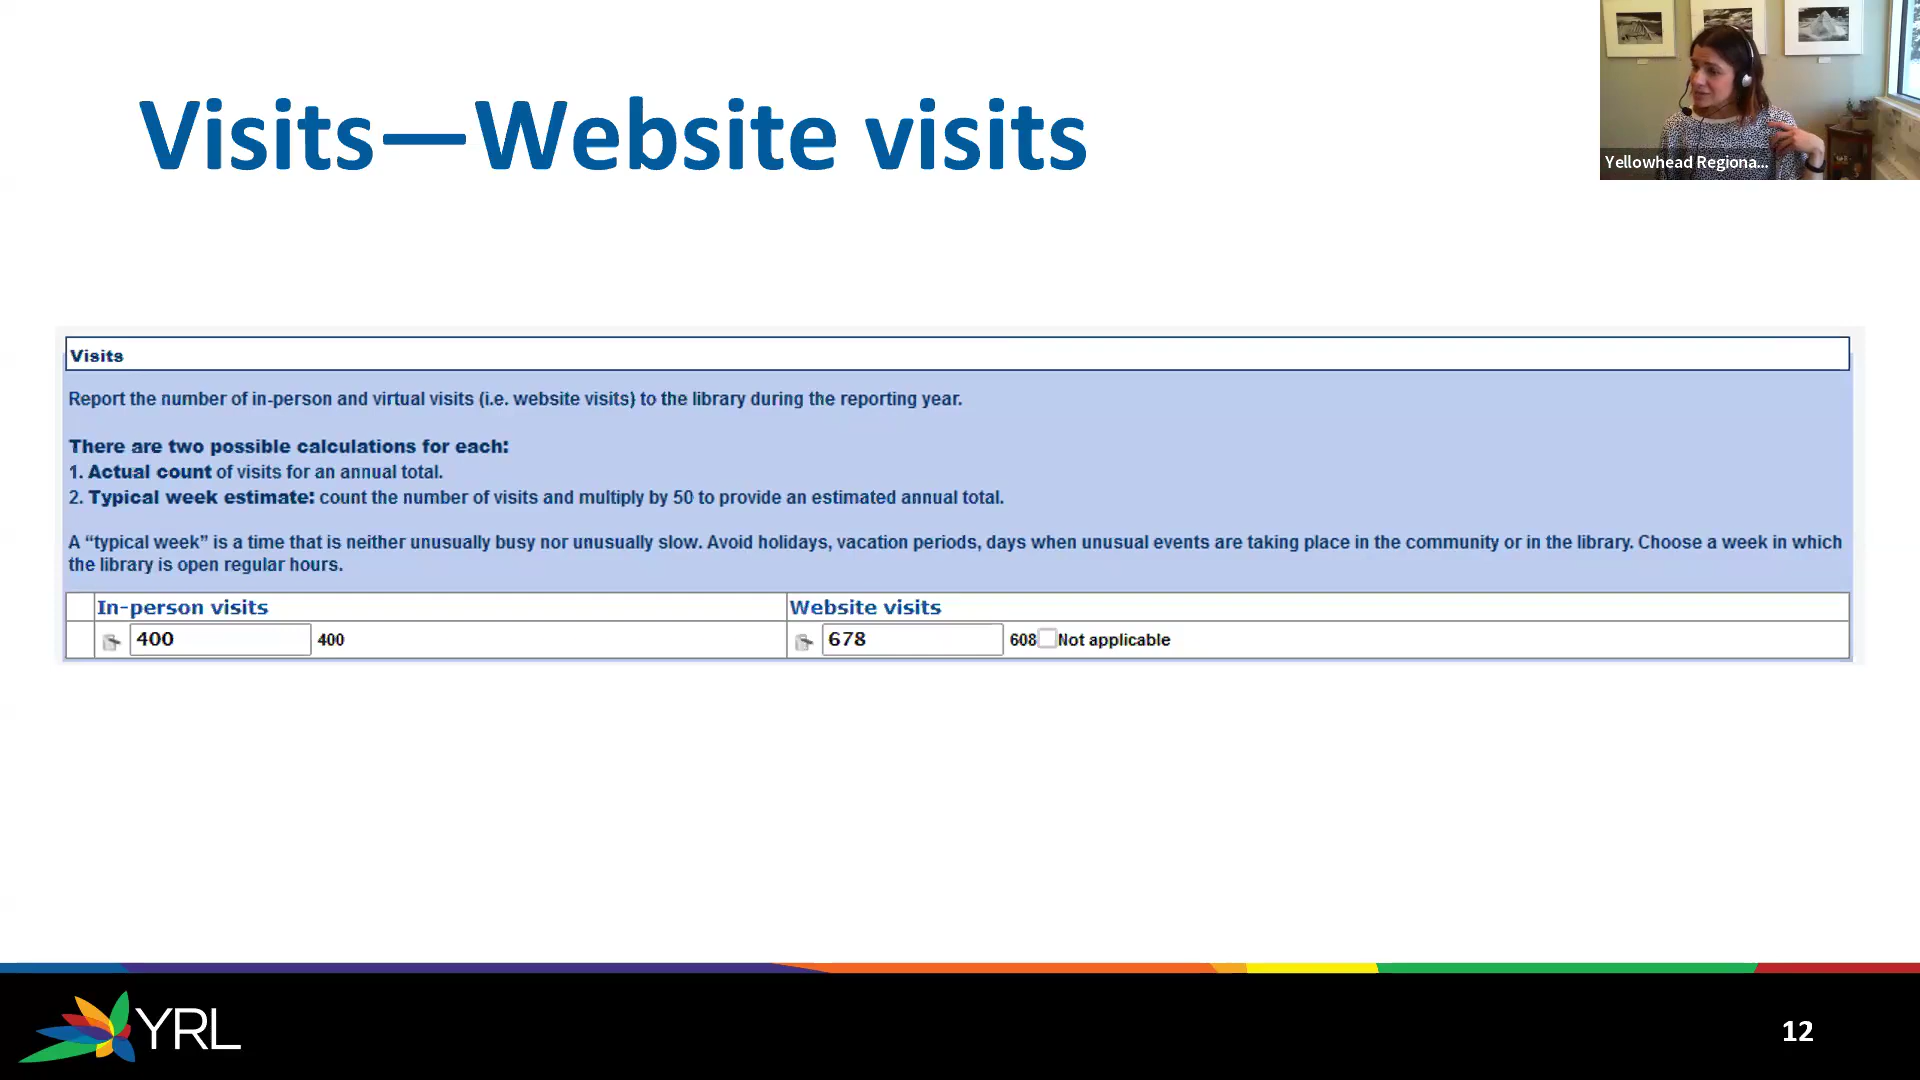 Visits—Website visits
Yellowhead Regiona...
Visits
Report the number of in-person and virtual visits (i.e. website visits) to the library during the reporting year.
There are two possible calculations for each:
1. Actual count of visits for an annual total.
2. Typical week estimate: count the number of visits and multiply by 50 to provide an estimated annual total.
A “typical week” is a time that is neither unusually busy nor unusually slow. Avoid holidays, vacation periods, days when unusual events are taking place in the community or in the library. Choose a week in which
the library is open regular hours.
In-person visits Website visits
400 400 678 608 Not applicable
YRL
12